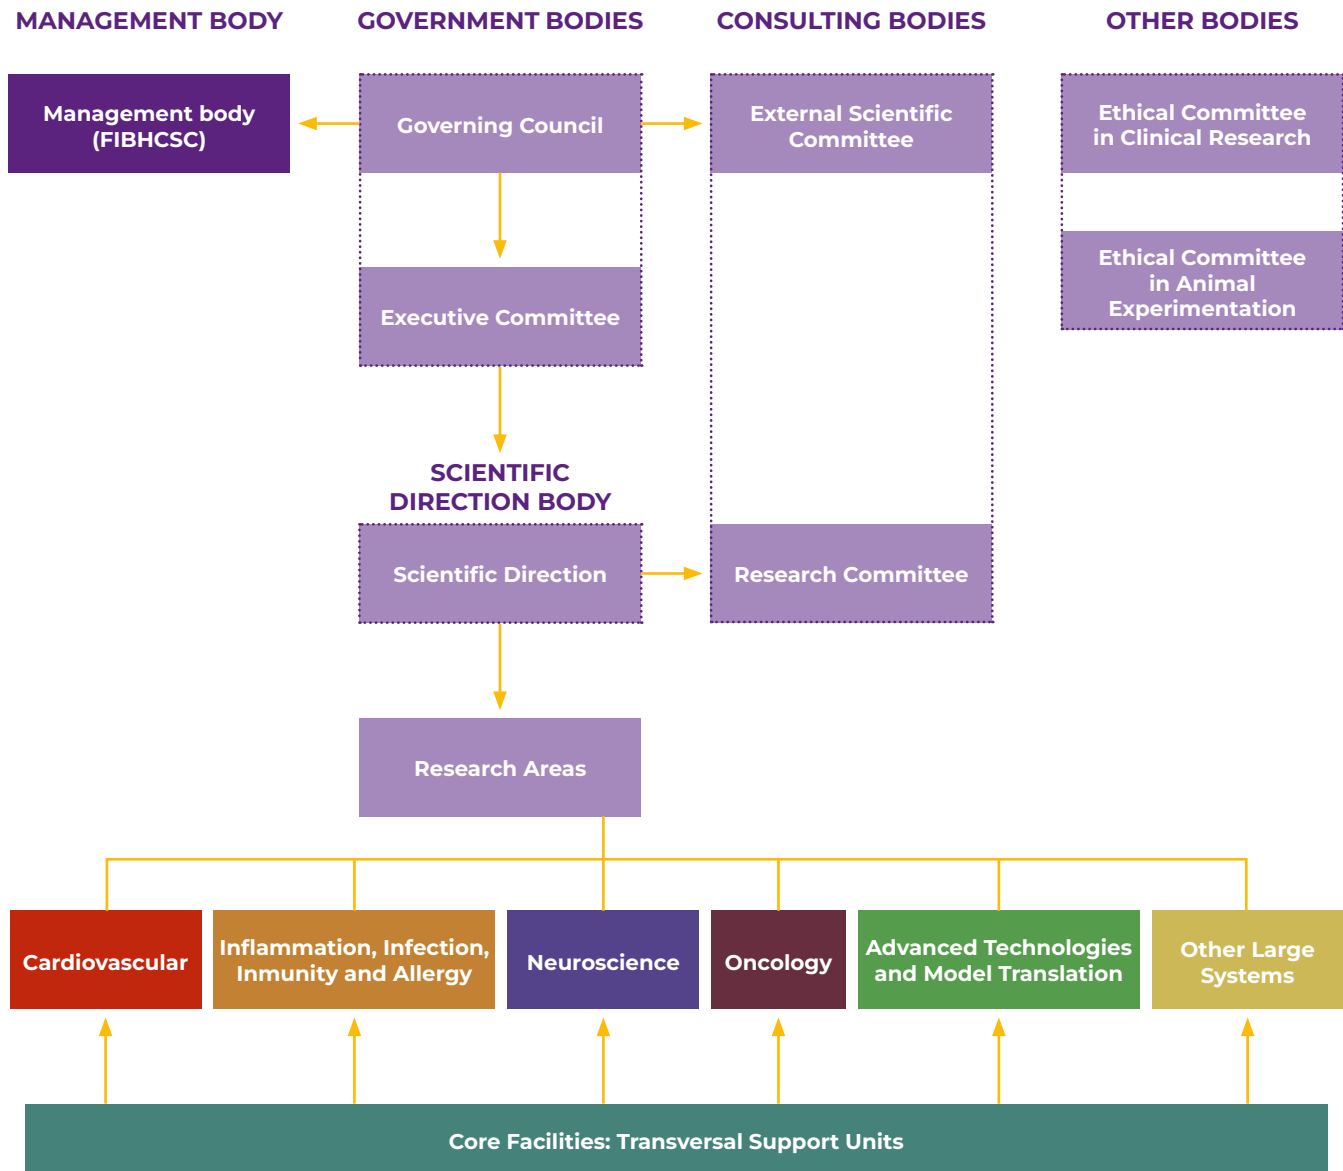 MANAGEMENT BODY
GOVERNMENT BODIES
CONSULTING BODIES
OTHER BODIES
Management body
(FIBHCSC)
Governing Council
External Scientific
Committee
Ethical Committee
in Clinical Research
Executive Committee
Ethical Committee
in Animal
Experimentation
SCIENTIFIC
DIRECTION BODY
Scientific Direction
Research Committee
Research Areas
Cardiovascular
Inflammation, Infection,
Inmunity and Allergy
Neuroscience
Oncology
Advanced Technologies
and Model Translation
Other Large
Systems
Core Facilities: Transversal Support Units